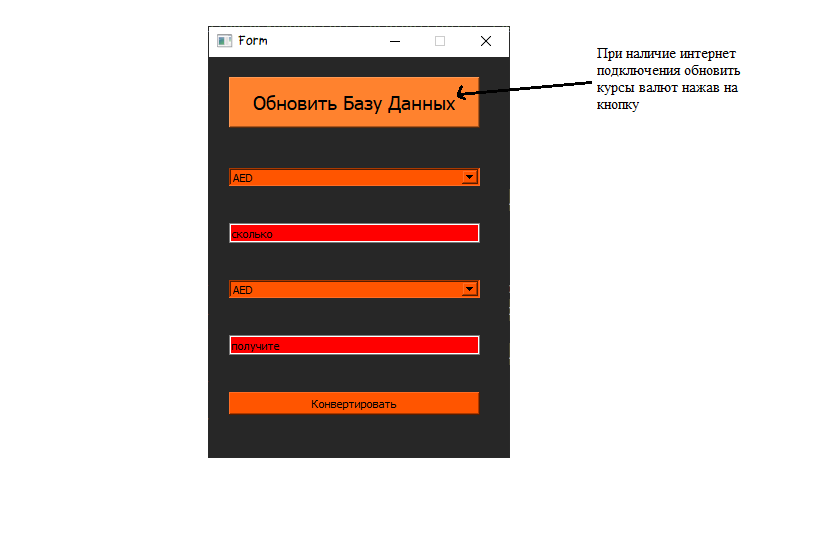 Form
Обновить Базу Данных
При наличие интернет
подключения обновить
курсы валют нажав на
кнопку
AED
сколько
AED
получите
Конвертировать